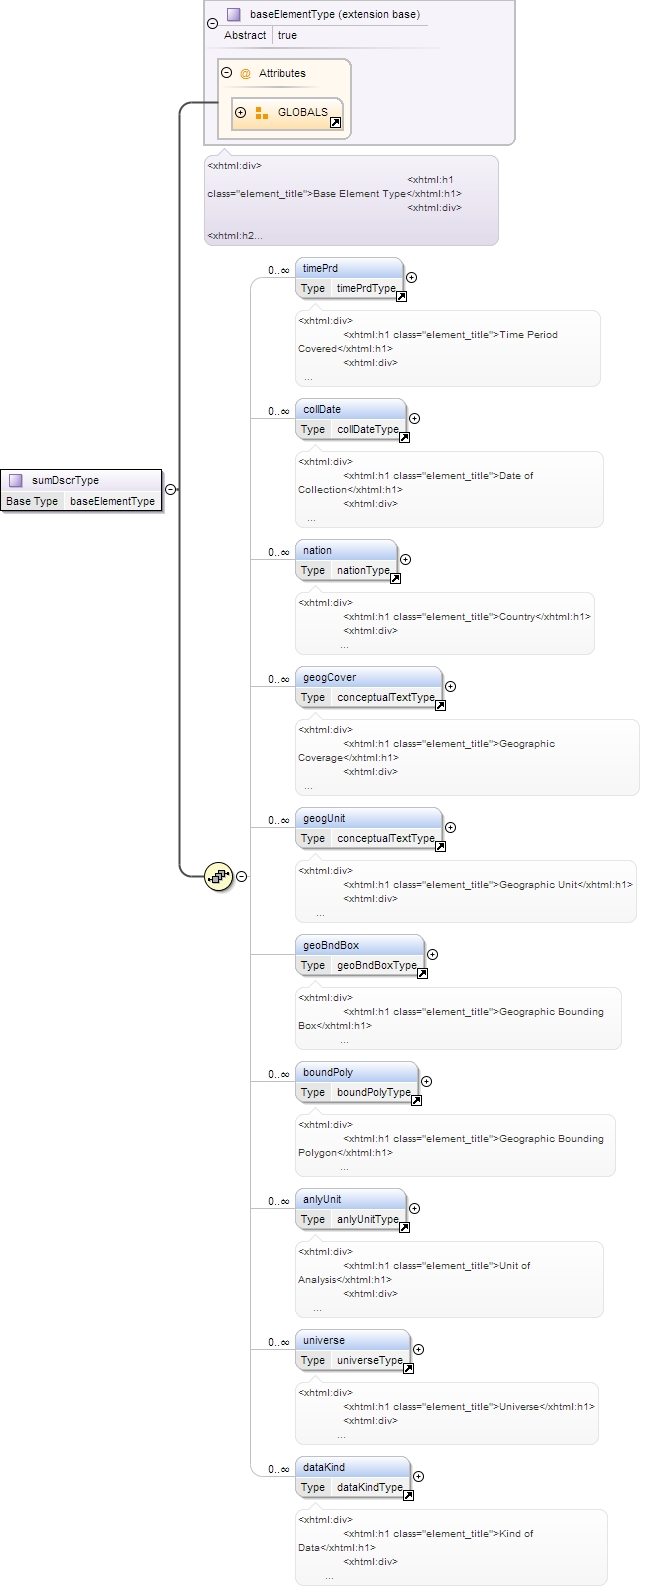 baseElementType (extension base)
Abstract true
@ Attributes
GLOBALS
<xhtml:div>
<xhtml:h1
class="element_title">Base Element Type</xhtml:h1>
<xhtml:div>
<xhtml:h2...
0..∞ timePrd
Type timePrdType
<xhtml:div>
<xhtml:h1 class="element_title">Time Period
Covered</xhtml:h1>
<xhtml:div>
...
0..∞ collDate
Type collDateType
<xhtml:div>
<xhtml:h1 class="element_title">Date of
Collection</xhtml:h1>
<xhtml:div>
...
sumDscrType
Base Type baseElementType
0..∞ nation
Type nationType
<xhtml:div>
<xhtml:h1 class="element_title">Country</xhtml:h1>
<xhtml:div>
...
0..∞ geogCover
Type conceptualTextType
<xhtml:div>
<xhtml:h1 class="element_title">Geographic
Coverage</xhtml:h1>
<xhtml:div>
...
0..∞ geogUnit
Type conceptualTextType
<xhtml:div>
<xhtml:h1 class="element_title">Geographic Unit</xhtml:h1>
<xhtml:div>
...
geoBndBox
Type geoBndBoxType
<xhtml:div>
<xhtml:h1 class="element_title">Geographic Bounding
Box</xhtml:h1>
...
0..∞ boundPoly
Type boundPolyType
<xhtml:div>
<xhtml:h1 class="element_title">Geographic Bounding
Polygon</xhtml:h1>
...
0..∞ anlyUnit
Type anlyUnitType
<xhtml:div>
<xhtml:h1 class="element_title">Unit of
Analysis</xhtml:h1>
<xhtml:div>
...
0..∞ universe
Type universeType
<xhtml:div>
<xhtml:h1 class="element_title">Universe</xhtml:h1>
<xhtml:div>
...
0..∞ dataKind
Type dataKindType
<xhtml:div>
<xhtml:h1 class="element_title">Kind of
Data</xhtml:h1>
<xhtml:div>
...